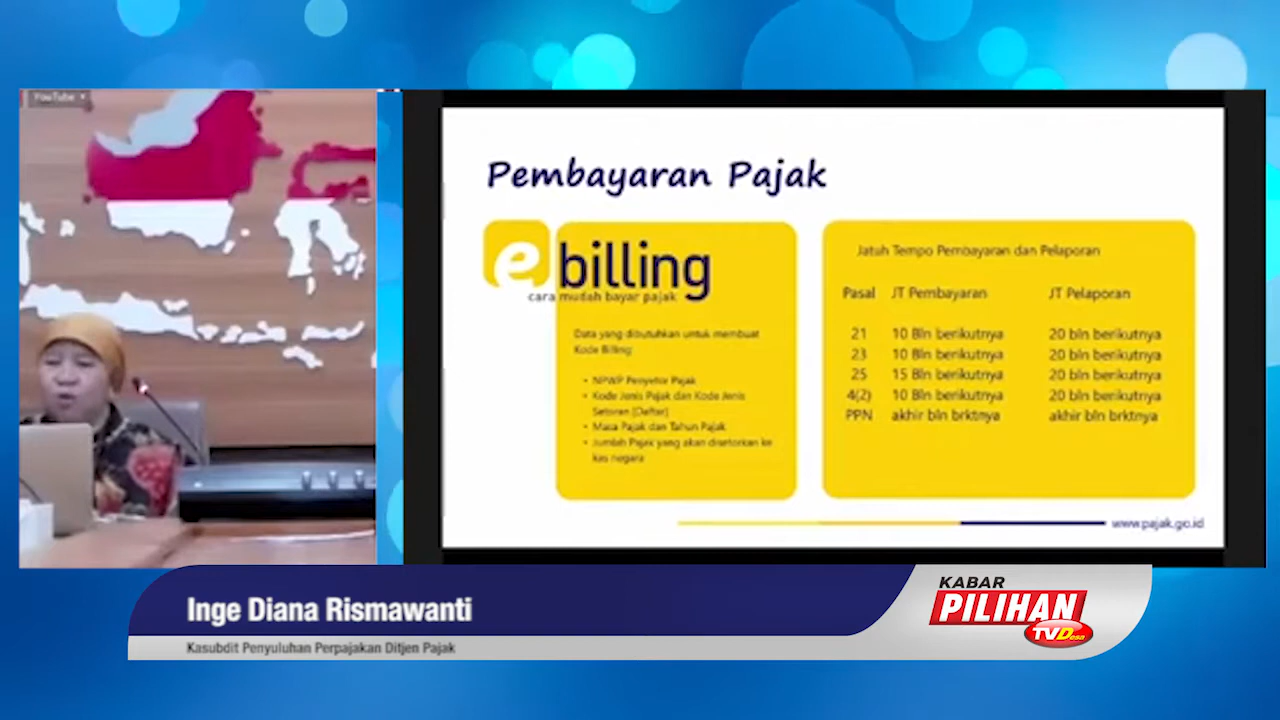 YouTube
Pembayaran Pajak
e billing
cara mudah bayar pajak
Data yang dibutuhkan untuk membuat
Kode Billing:
• NPWP Penyetor Pajak
• Kode Jenis Pajak dan Kode Jenis
Setoran (Daftar)
• Masa Pajak dan Tahun Pajak
• Jumlah Pajak yang akan disetorkan ke
kas negara
Jatuh Tempo Pembayaran dan Pelaporan
Pasal JT Pembayaran JT Pelaporan
21 10 Bln berikutnya 20 bln berikutnya
23 10 Bln berikutnya 20 bln berikutnya
25 15 Bln berikutnya 20 bln berikutnya
4(2) 10 Bln berikutnya 20 bln berikutnya
PPN akhir bln brktnya akhir bln brktnya
www.pajak.go.id
Inge Diana Rismawanti
Kasubdit Penyuluhan Perpajakan Ditjen Pajak
KABAR
PILIHAN
TVDesa